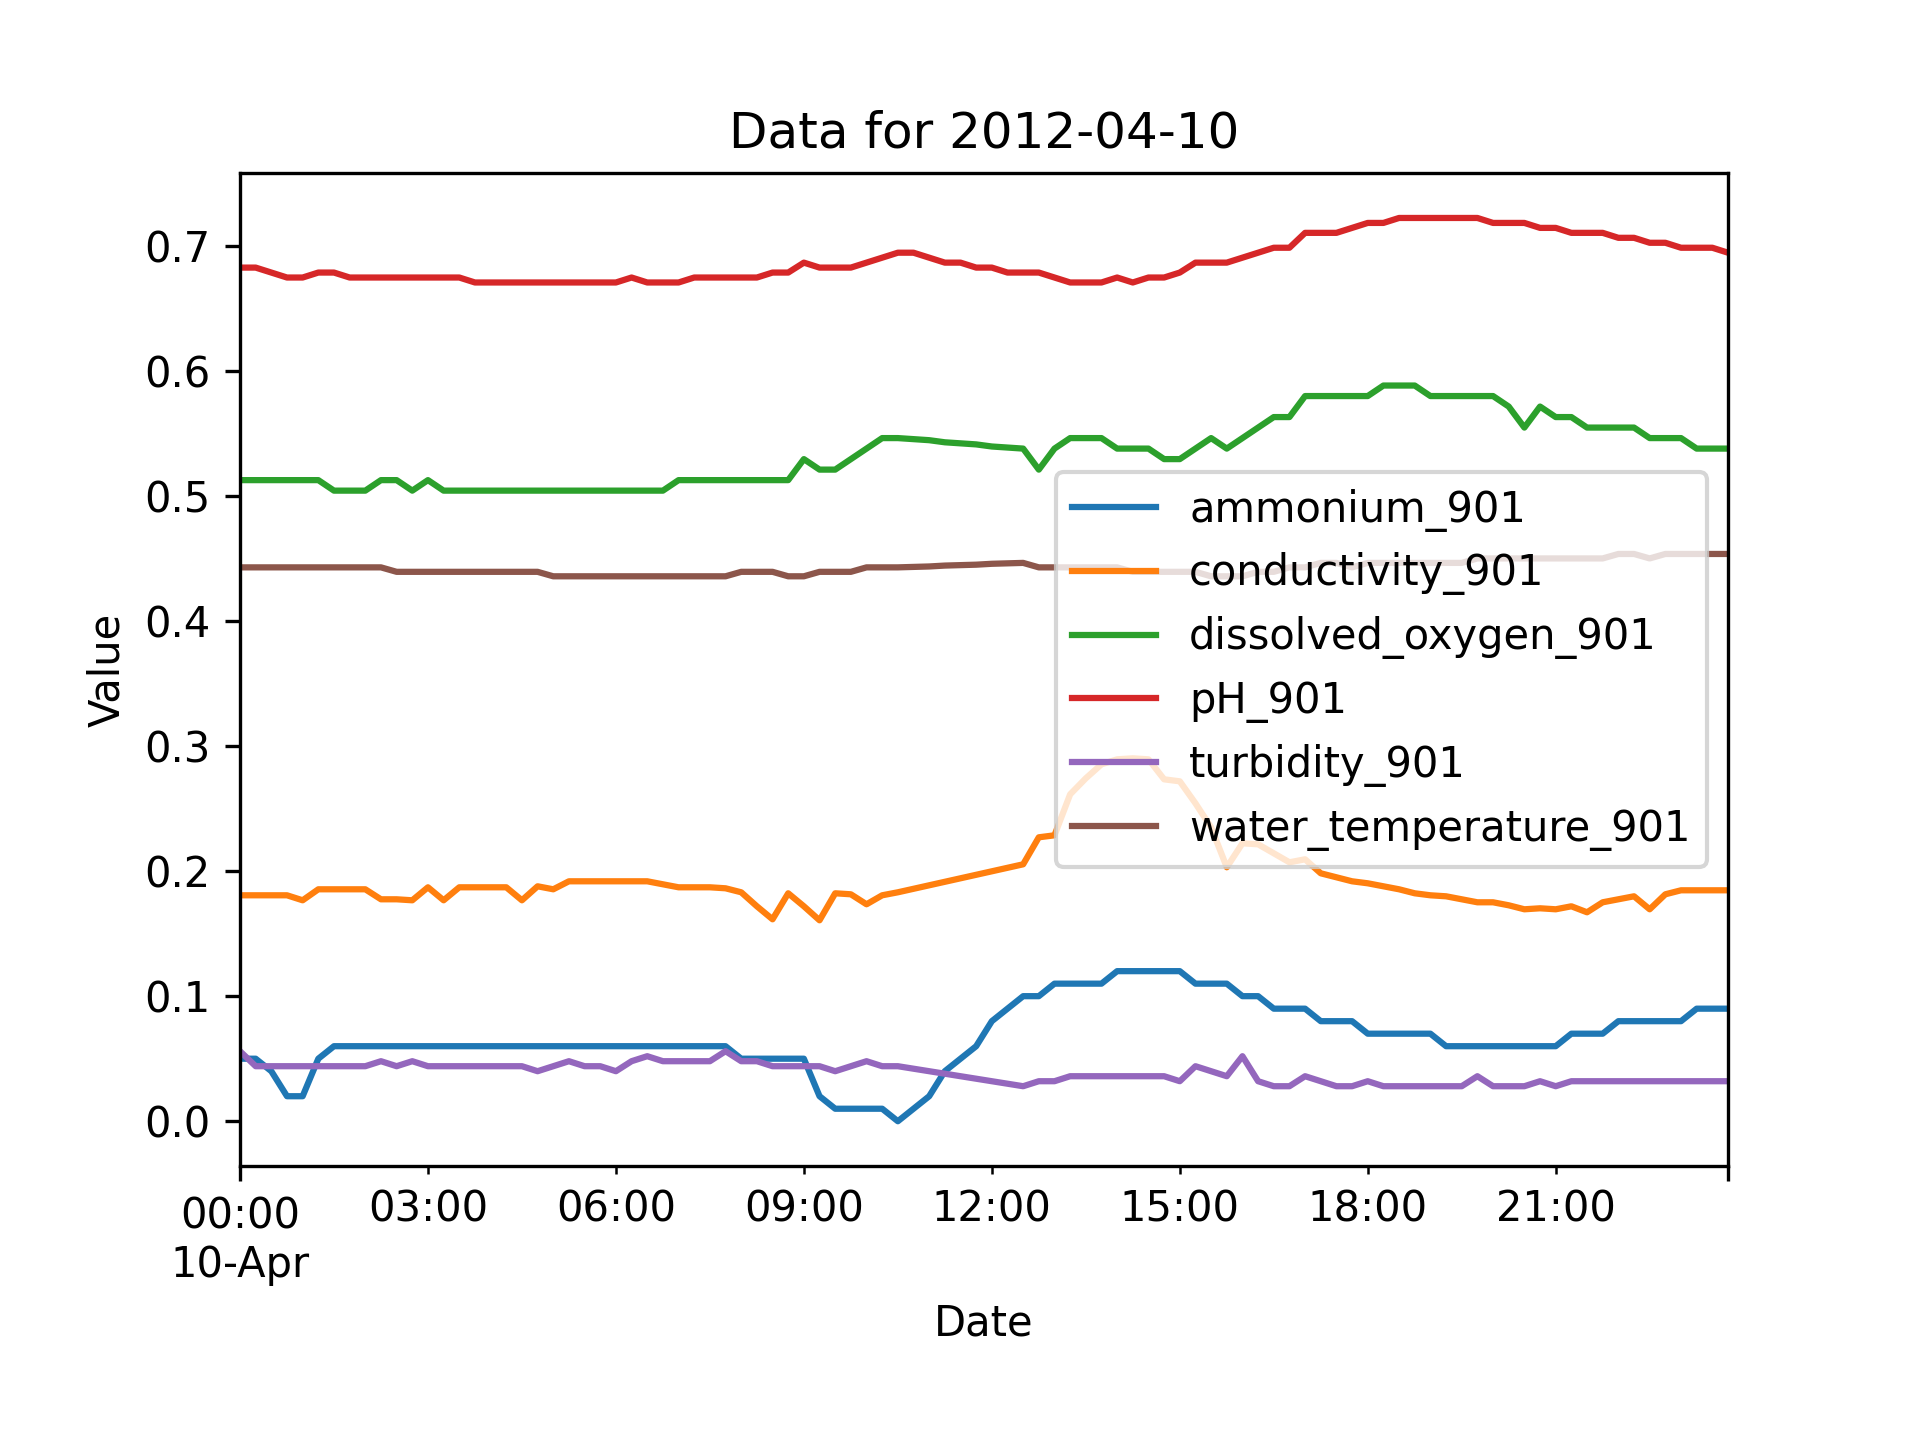 Data for 2012-04-10
Value
0.7
0.6
0.5
0.4
0.3
0.2
0.1
0.0
ammonium_901
conductivity_901
dissolved_oxygen_901
pH_901
turbidity_901
water_temperature_901
00:00 03:00 06:00 09:00 12:00 15:00 18:00 21:00
10-Apr
Date